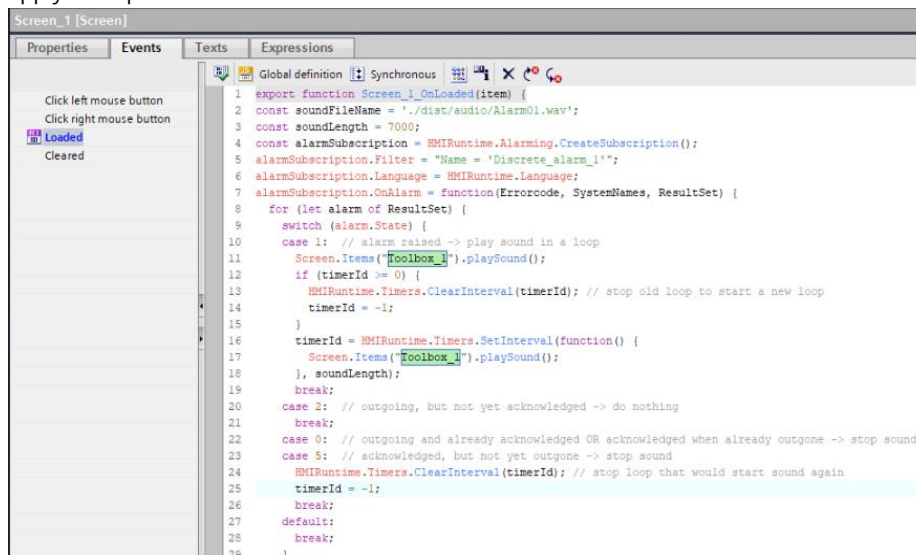 Screen_1 [Screen]
Properties Events Texts Expressions
Global definition Synchronous
Click left mouse button
Click right mouse button
Loaded
Cleared
1 export function Screen_1_OnLoaded(item) {
2 const soundFileName = './dist/audio/Alarm01.wav';
3 const soundLength = 7000;
4 const alarmSubscription = HMIRuntime.Alarming.CreateSubscription();
5 alarmSubscription.Filter = "Name = 'Discrete_alarm_1'";
6 alarmSubscription.Language = HMIRuntime.Language;
7 alarmSubscription.OnAlarm = function(Errorcode, SystemNames, ResultSet) {
8 for (let alarm of ResultSet) {
9 switch (alarm.State) {
10 case 1: // alarm raised -> play sound in a loop
11 Screen.Items("Toolbox_1").playSound();
12 if (timerId >= 0) {
13 HMIRuntime.Timers.ClearInterval(timerId); // stop old loop to start a new loop
14 timerId = -1;
15 }
16 timerId = HMIRuntime.Timers.SetInterval(function() {
17 Screen.Items("Toolbox_1").playSound();
18 }, soundLength);
19 break;
20 case 2: // outgoing, but not yet acknowledged -> do nothing
21 break;
22 case 0: // outgoing and already acknowledged OR acknowledged when already outgone -> stop sound
23 case 5: // acknowledged, but not yet outgone -> stop sound
24 HMIRuntime.Timers.ClearInterval(timerId); // stop loop that would start sound again
25 timerId = -1;
26 break;
27 default:
28 break;
29 }